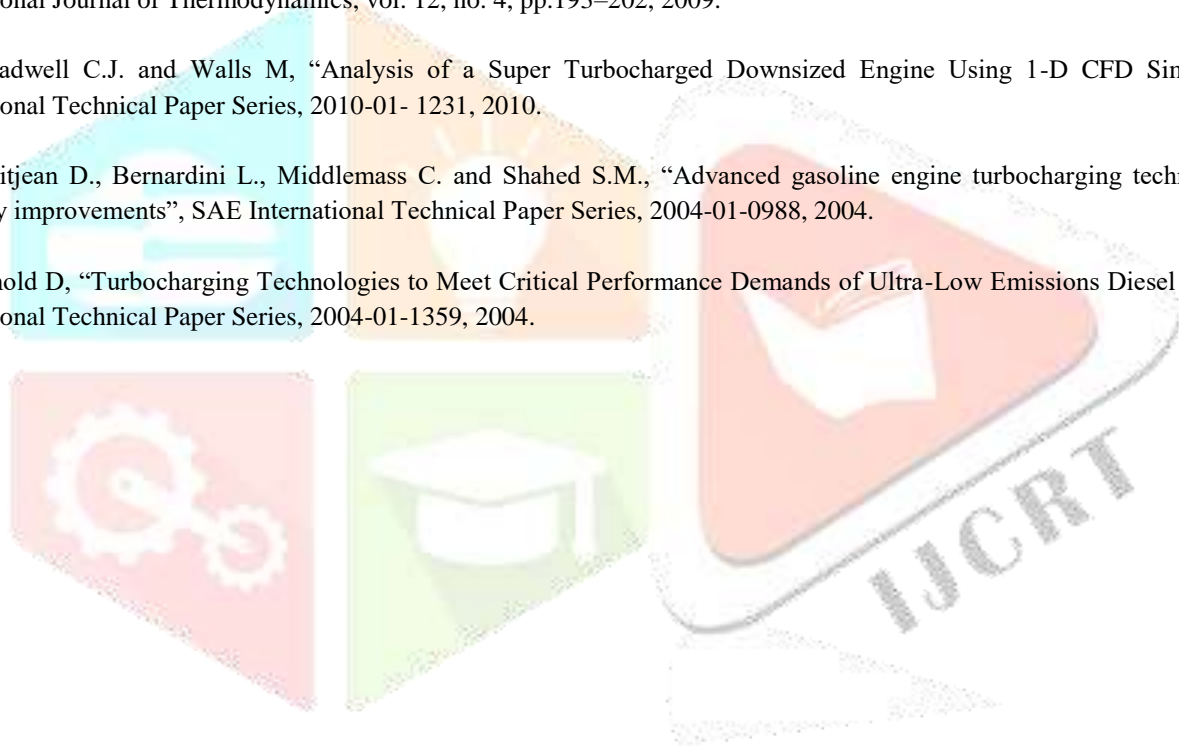 onal Journal of Thermodynamics, vol. 12, no. 4, pp.195–202, 2009.
adwell C.J. and Walls M, “Analysis of a Super Turbocharged Downsized Engine Using 1-D CFD Sim
onal Technical Paper Series, 2010-01- 1231, 2010.
itjean D., Bernardini L., Middlemass C. and Shahed S.M., “Advanced gasoline engine turbocharging techn
y improvements”, SAE International Technical Paper Series, 2004-01-0988, 2004.
nold D, “Turbocharging Technologies to Meet Critical Performance Demands of Ultra-Low Emissions Diesel
onal Technical Paper Series, 2004-01-1359, 2004.
IJCRT